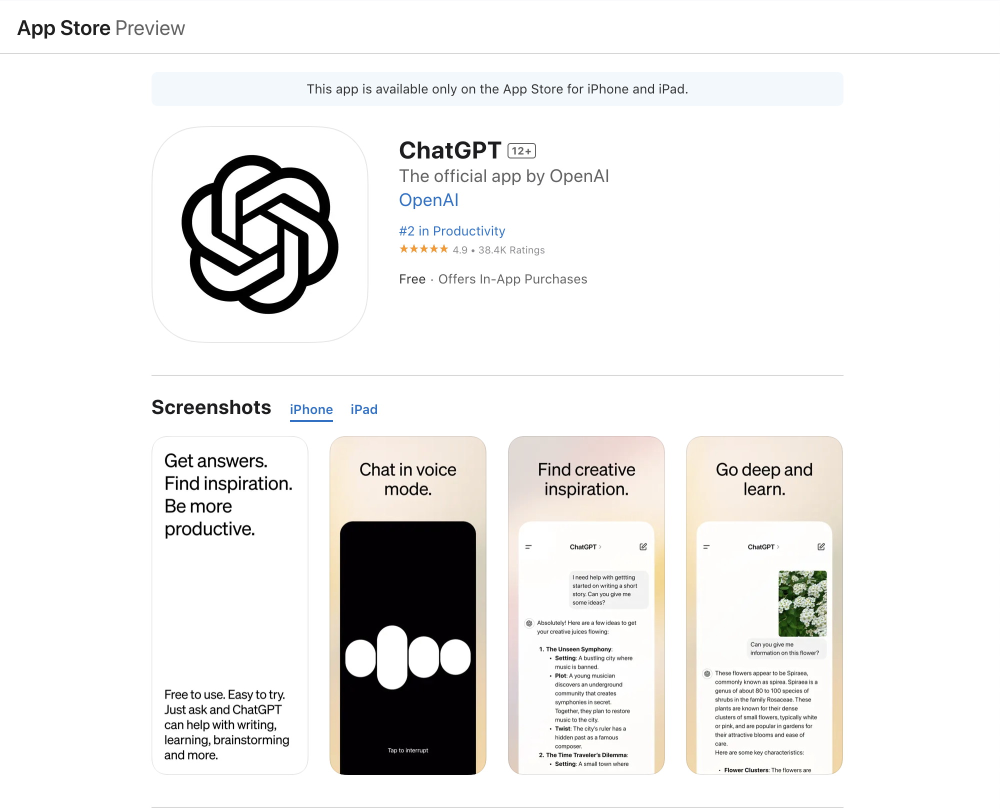 App Store Preview
This app is available only on the App Store for iPhone and iPad.
ChatGPT 12+
The official app by OpenAI
OpenAI
#2 in Productivity
★★★★★ 4.9 • 38.4K Ratings
Free · Offers In-App Purchases
Screenshots iPhone iPad
Get answers.
Find inspiration.
Be more
productive.
Free to use. Easy to try.
Just ask and ChatGPT
can help with writing,
learning, brainstorming
and more.
Chat in voice
mode.
Tap to interrupt
Find creative
inspiration.
ChatGPT >
I need help with gettting
started on writing a short
story. Can you give me
some ideas?
Absolutely! Here are a few ideas to get
your creative juices flowing:
1. The Unseen Symphony:
• Setting: A bustling city where
music is banned.
• Plot: A young musician
discovers an underground
community that creates
symphonies in secret.
Together, they plan to restore
music to the city.
• Twist: The city's ruler has a
hidden past as a famous
composer.
2. The Time Traveler's Dilemma:
• Setting: A small town where
Go deep and
learn.
ChatGPT >
Can you give me
information on this flower?
These flowers appear to be Spiraea,
commonly known as spirea. Spiraea is a
genus of about 80 to 100 species of
shrubs in the family Rosaceae. These
plants are known for their dense
clusters of small flowers, typically white
or pink, and are popular in gardens for
their attractive blooms and ease of
care.
Here are some key characteristics:
• Flower Clusters: The flowers are